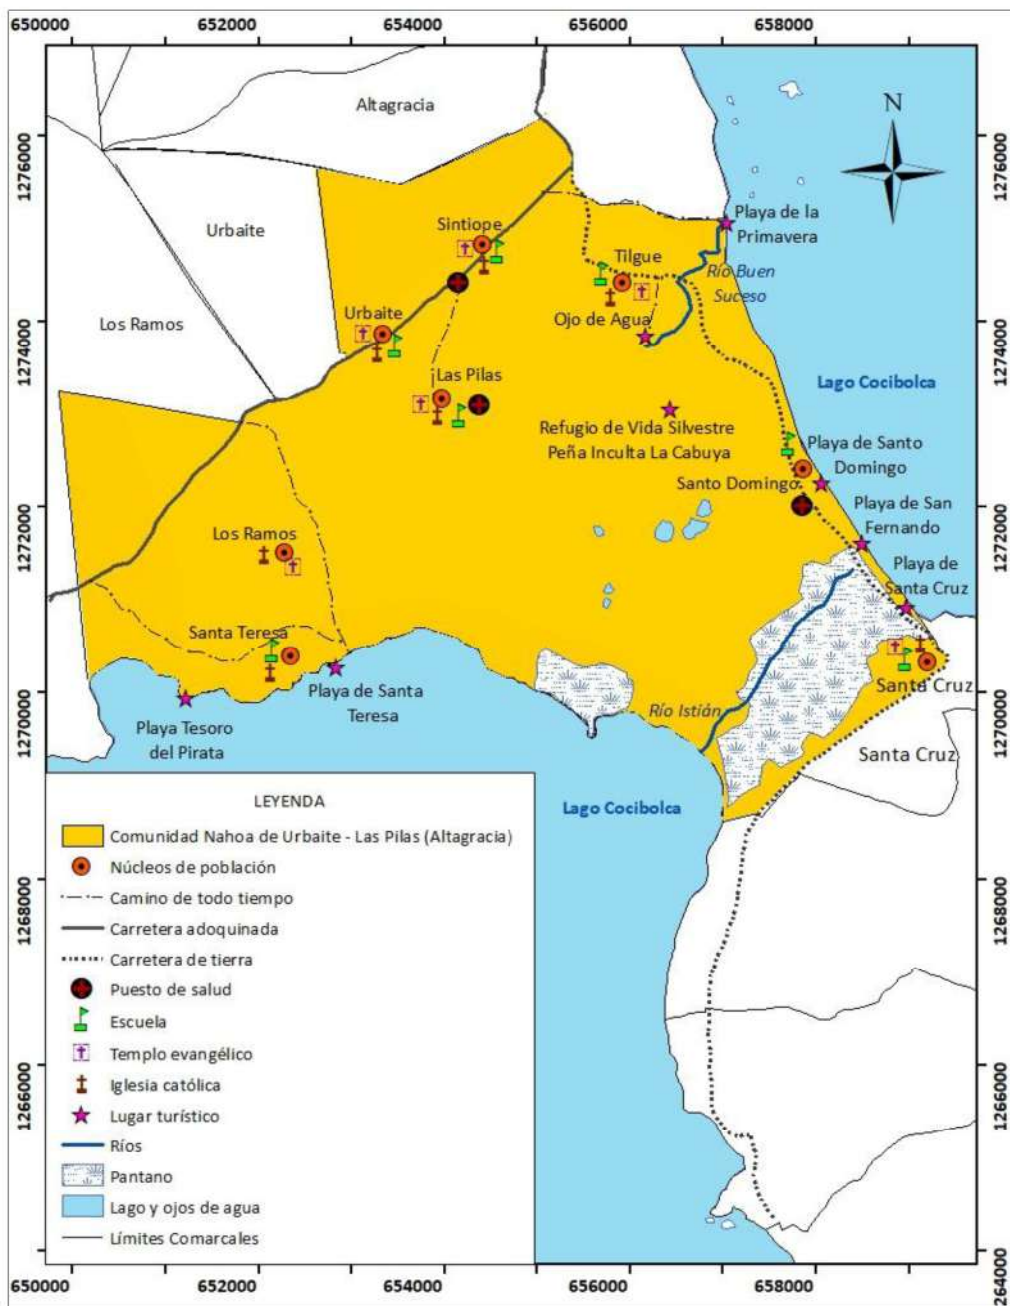 650000 652000 654000 656000 658000
Altagracia
N
1276000
1276000
Sintiope
Urbaite
Playa de la
Primavera
Tilgue
Río Buen
Suceso
Urbaite
Ojo de Agua
Los Ramos
1274000
1274000
Las Pilas
Lago Cocibolca
Refugio de Vida Silvestre
Peña Inculta La Cabuya
Playa de Santo
Domingo
Santo Domingo
Playa de San
Fernando
1272000
1272000
Los Ramos
Playa de
Santa Cruz
Santa Teresa
Playa de Santa
Teresa
Santa Cruz
Playa Tesoro
del Pirata
Río Istián
1270000
1270000
Santa Cruz
LEYENDA
Lago Cocibolca
Comunidad Nahoa de Urbaite - Las Pilas (Altagracia)
Núcleos de población
1268000
1268000
Camino de todo tiempo
Carretera adoquinada
Carretera de tierra
Puesto de salud
Escuela
Templo evangélico
1266000
1266000
Iglesia católica
Lugar turístico
Ríos
Pantano
Lago y ojos de agua
Límites Comarcales
1264000
1264000
650000 652000 654000 656000 658000